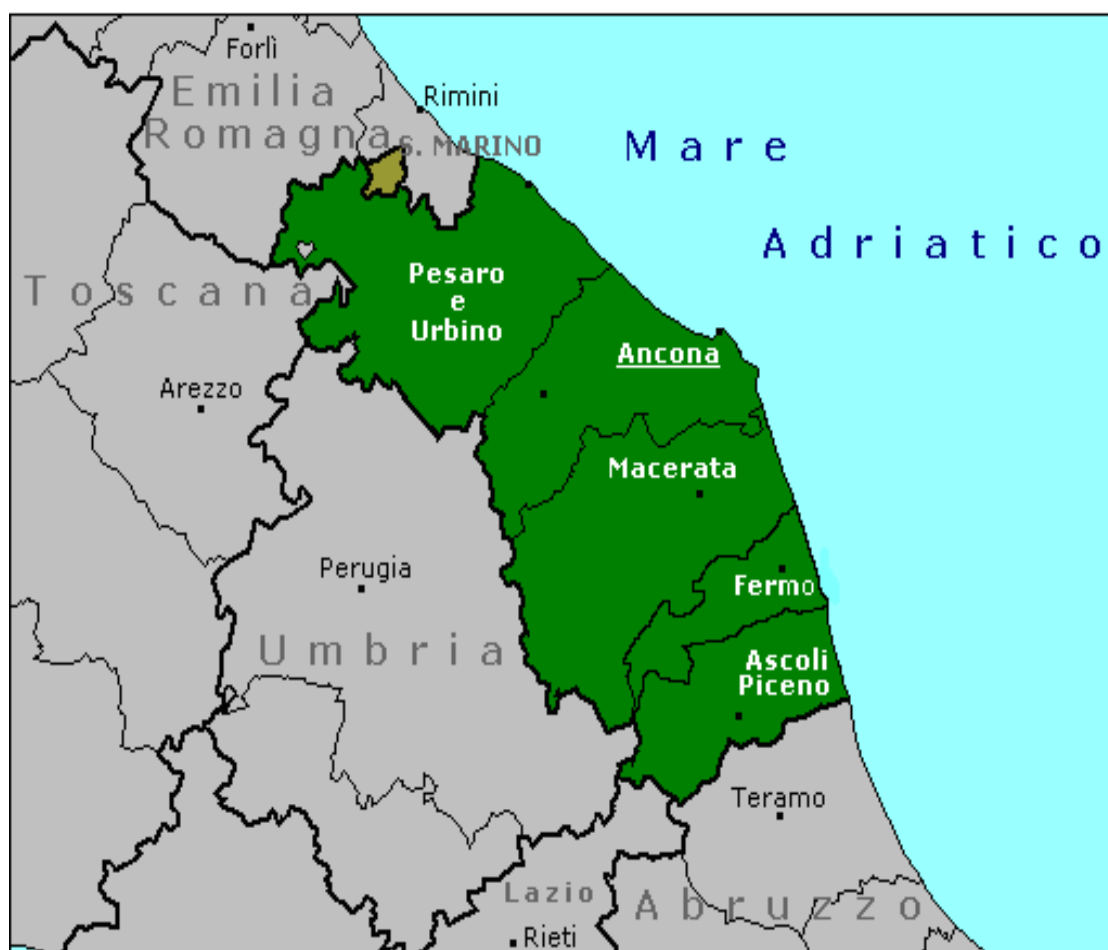 Forlì
Emilia
Romagna
Rimini
S. MARINO
Mare
Adriatico
Toscana
Pesaro
e
Urbino
Ancona
Arezzo
Macerata
Perugia
Fermo
Umbria
Ascoli
Piceno
Teramo
Lazio
Abruzzo
Rieti